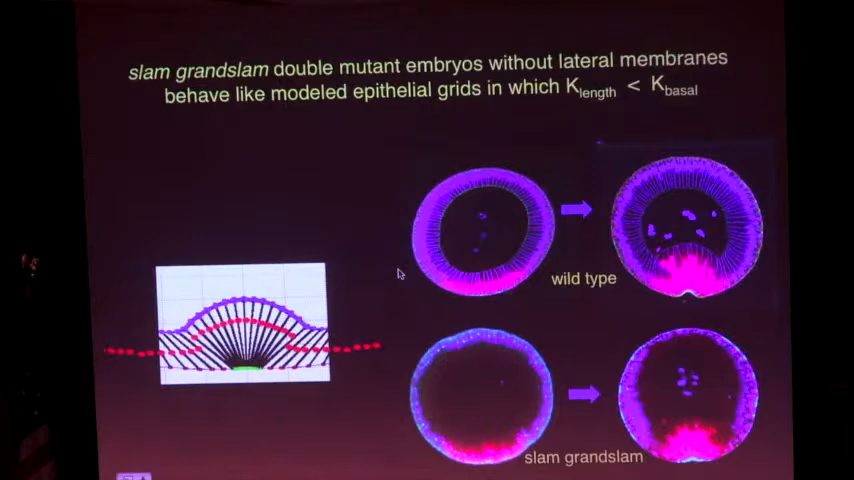 slam grandslam double mutant embryos without lateral membranes
behave like modeled epithelial grids in which Klength < Kbasal
wild type
slam grandslam